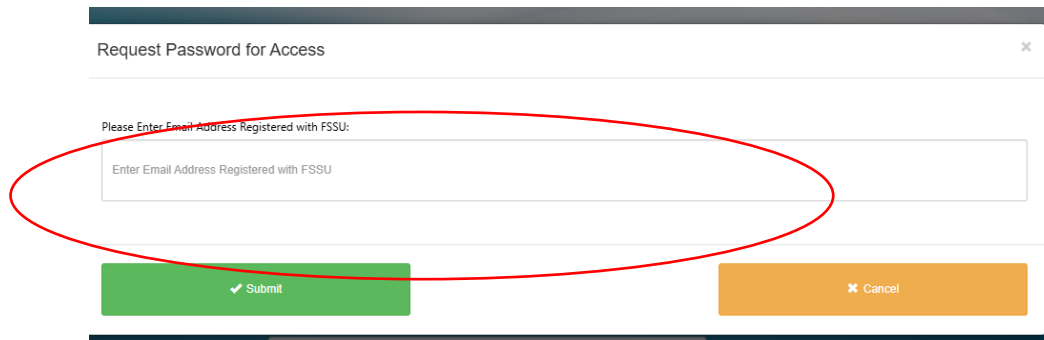 Request Password for Access
Please Enter Email Address Registered with FSSU:
Enter Email Address Registered with FSSU
Submit
Cancel